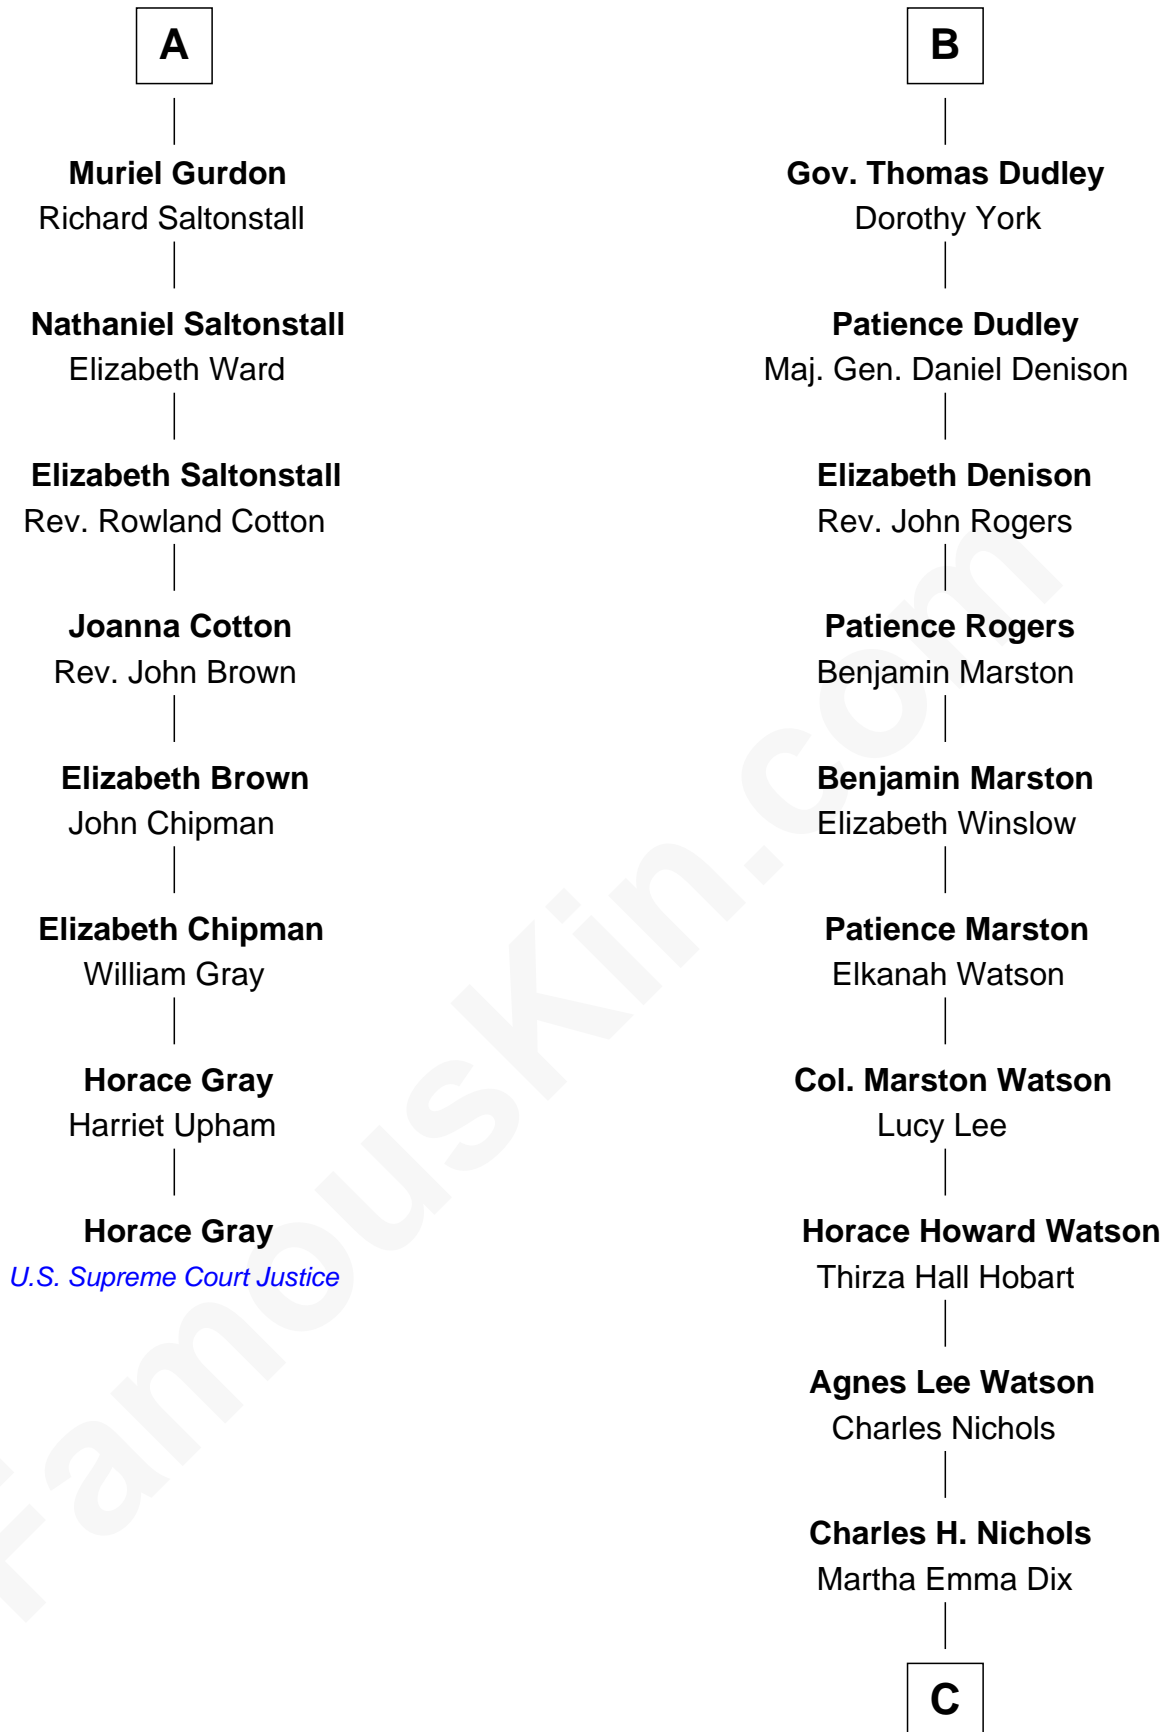 A
Muriel Gurdon
Richard Saltonstall
Nathaniel Saltonstall
Elizabeth Ward
Elizabeth Saltonstall
Rev. Rowland Cotton
Joanna Cotton
Rev. John Brown
Elizabeth Brown
John Chipman
Elizabeth Chipman
William Gray
Horace Gray
Harriet Upham
Horace Gray
U.S. Supreme Court Justice
B
Gov. Thomas Dudley
Dorothy York
Patience Dudley
Maj. Gen. Daniel Denison
Elizabeth Denison
Rev. John Rogers
Patience Rogers
Benjamin Marston
Benjamin Marston
Elizabeth Winslow
Patience Marston
Elkanah Watson
Col. Marston Watson
Lucy Lee
Horace Howard Watson
Thirza Hall Hobart
Agnes Lee Watson
Charles Nichols
Charles H. Nichols
Martha Emma Dix
C
FamousKin.com